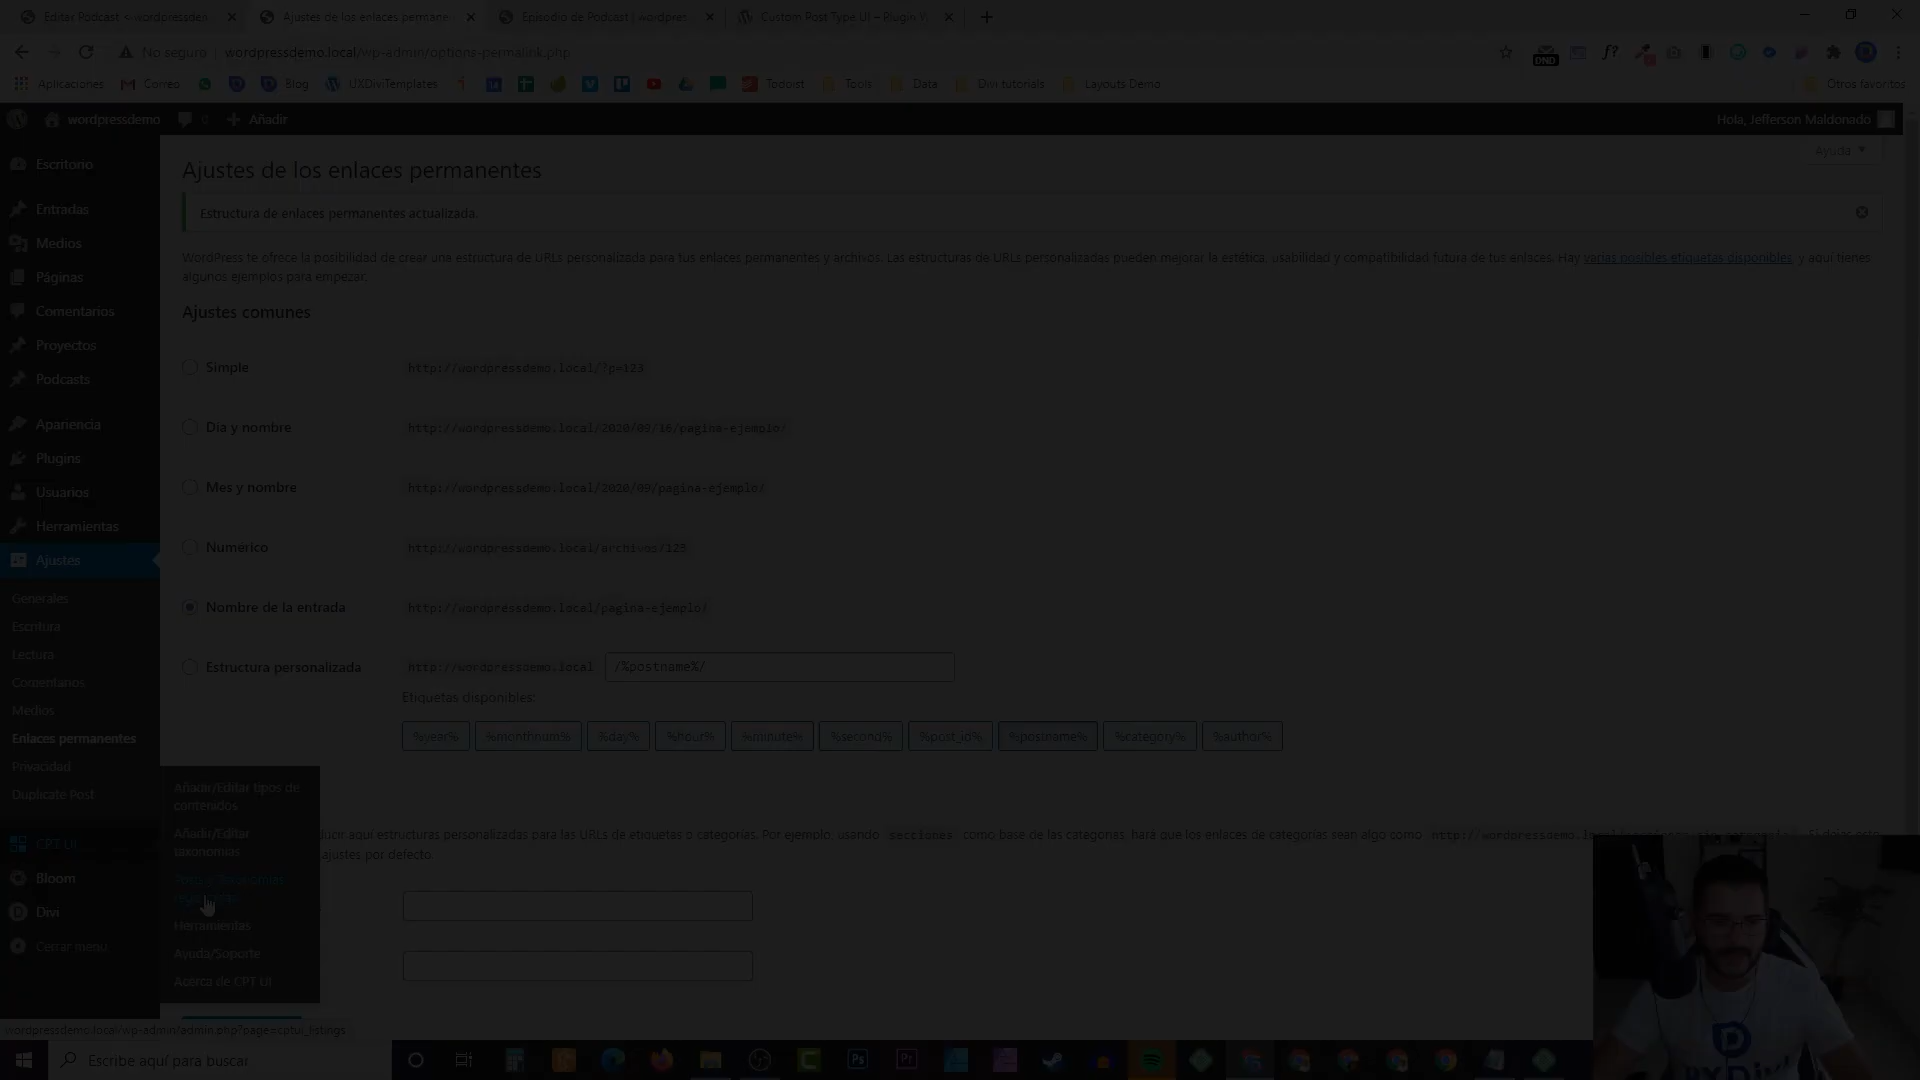 Editar Podcast ‹ wordpressdem
Ajustes de los enlaces permane
Episodio de Podcast | wordpres
Custom Post Type UI – Plugin W
No seguro
wordpressdemo.local/wp-admin/options-permalink.php
Aplicaciones
Correo
Blog
UXDiviTemplates
Todoist
Tools
Data
Divi tutorials
Layouts Demo
Otros favoritos
wordpressdemo
0
Añadir
Hola, Jefferson Maldonado
Escritorio
Entradas
Medios
Páginas
Comentarios
Proyectos
Podcasts
Apariencia
Plugins
Usuarios
Herramientas
Ajustes
Generales
Escritura
Lectura
Comentarios
Medios
Enlaces permanentes
Privacidad
Duplicate Post
CPT UI
Bloom
Divi
Cerrar menú
Ayuda
Ajustes de los enlaces permanentes
Estructura de enlaces permanentes actualizada.
WordPress te ofrece la posibilidad de crear una estructura de URLs personalizada para tus enlaces permanentes y archivos. Las estructuras de URLs personalizadas pueden mejorar la estética, usabilidad y compatibilidad futura de tus enlaces. Hay varias posibles etiquetas disponibles, y aquí tienes
algunos ejemplos para empezar.
Ajustes comunes
Simple http://wordpressdemo.local/?p=123
Día y nombre http://wordpressdemo.local/2020/09/16/pagina-ejemplo/
Mes y nombre http://wordpressdemo.local/2020/09/pagina-ejemplo/
Numérico http://wordpressdemo.local/archivos/123
Nombre de la entrada http://wordpressdemo.local/pagina-ejemplo/
Estructura personalizada http://wordpressdemo.local /%postname%/
Etiquetas disponibles:
%year% %monthnum% %day% %hour% %minute% %second% %post_id% %postname% %category% %author%
Añadir/Editar tipos de
contenidos
Añadir/Editar
taxonomías
Herramientas
Ayuda/Soporte
Acerca de CPT UI
ducir aquí estructuras personalizadas para las URLs de etiquetas o categorías. Por ejemplo, usando secciones como base de las categorías, hará que los enlaces de categorías sean algo como
ajustes por defecto.
wordpressdemo.local/wp-admin/admin.php?page=cptui_listings
Escribe aquí para buscar